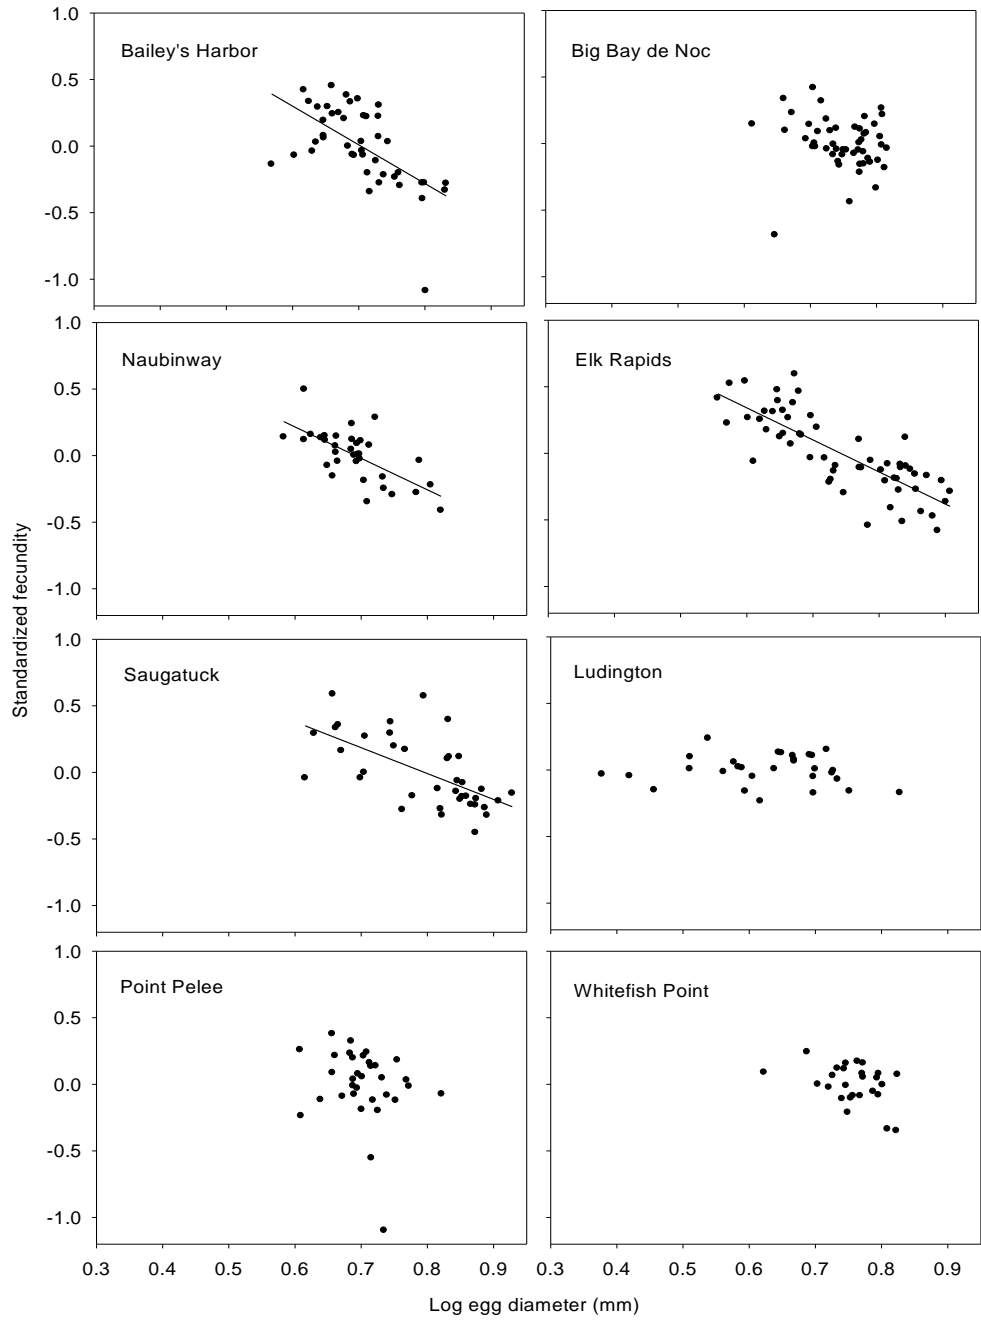 1.0
0.5
0.0
-0.5
-1.0
Bailey's Harbor
Big Bay de Noc
1.0
0.5
0.0
-0.5
-1.0
Naubinway
Elk Rapids
1.0
0.5
0.0
-0.5
-1.0
Saugatuck
Ludington
1.0
0.5
0.0
-0.5
-1.0
Point Pelee
Whitefish Point
0.3 0.4 0.5 0.6 0.7 0.8 0.9 0.3 0.4 0.5 0.6 0.7 0.8 0.9
Log egg diameter (mm)
Standardized fecundity